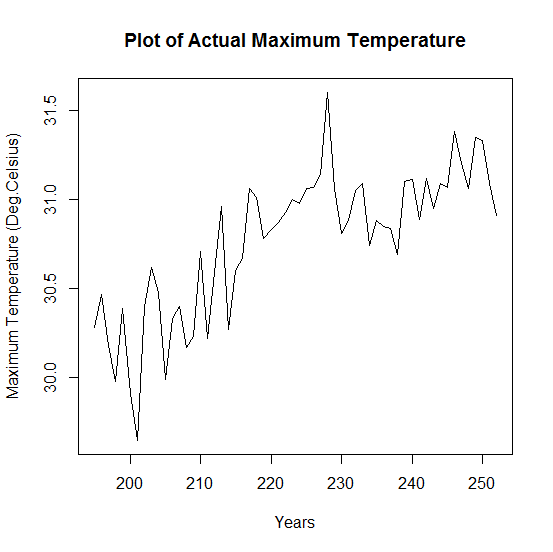 Plot of Actual Maximum Temperature
Maximum Temperature (Deg.Celsius)
31.5
31.0
30.5
30.0
200 210 220 230 240 250
Years